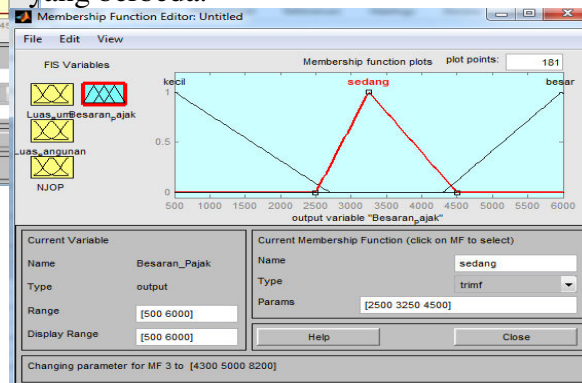 yang berbeda.
Membership Function Editor: Untitled
File Edit View
FIS Variables
Luas_umi
Besaran_pajak
Luas_angunan
NJOP
Membership function plots
plot points: 181
kecil sedang besar
1
0.5
0
500 1000 1500 2000 2500 3000 3500 4000 4500 5000 5500 6000
output variable "Besaran_pajak"
Current Variable
Name Besaran_Pajak
Type output
Range [500 6000]
Display Range [500 6000]
Current Membership Function (click on MF to select)
Name sedang
Type trimf
Params [2500 3250 4500]
Help Close
Changing parameter for MF 3 to [4300 5000 8200]